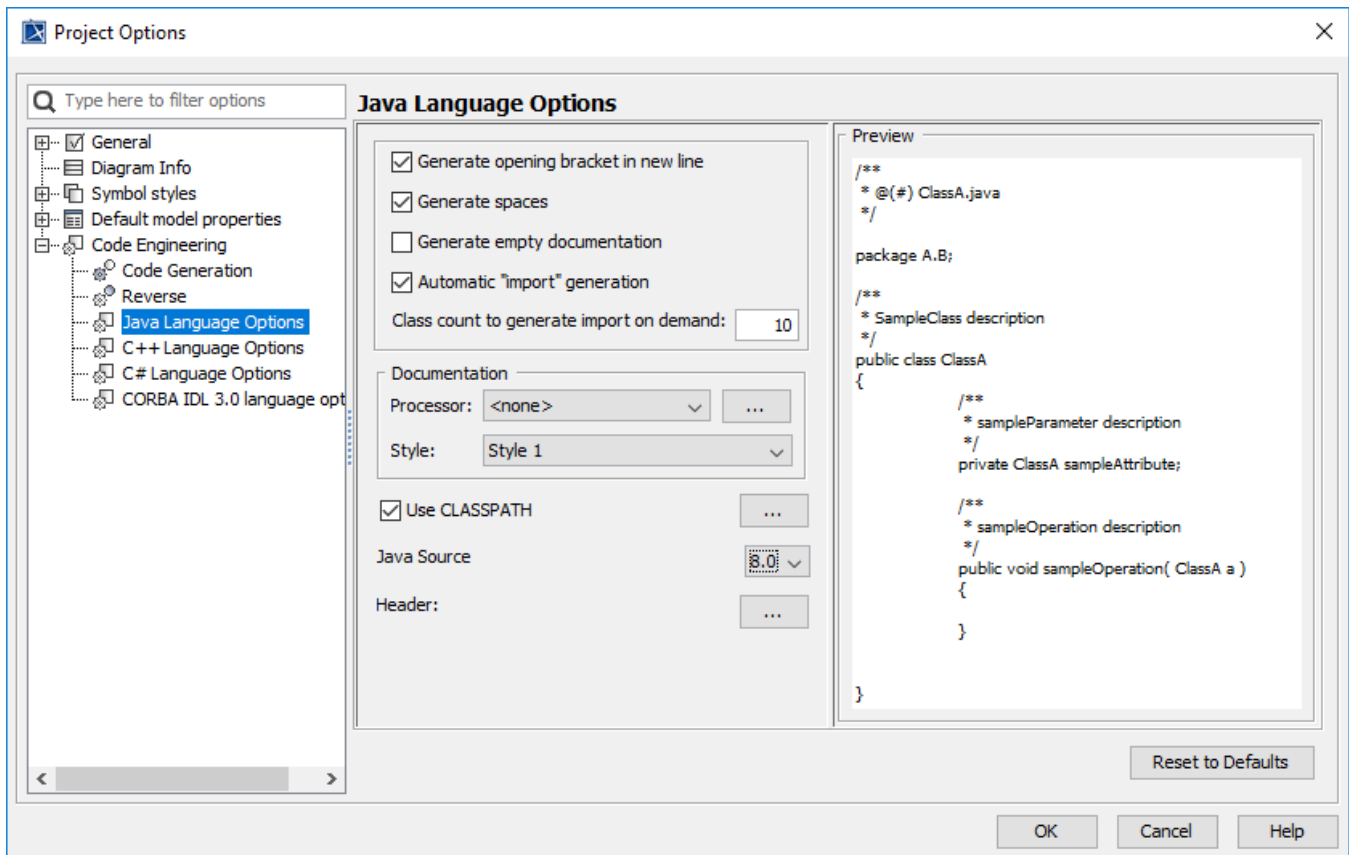 Project Options
Type here to filter options
General
Diagram Info
Symbol styles
Default model properties
Code Engineering
Code Generation
Reverse
Java Language Options
C++ Language Options
C# Language Options
CORBA IDL 3.0 language opt
Java Language Options
Generate opening bracket in new line
Generate spaces
Generate empty documentation
Automatic "import" generation
Class count to generate import on demand: 10
Documentation
Processor: <none> ...
Style: Style 1
Use CLASSPATH ...
Java Source 8.0
Header: ...
Preview
/**
* @(#) ClassA.java
*/
package A.B;
/**
* SampleClass description
*/
public class ClassA
{
/**
* sampleParameter description
*/
private ClassA sampleAttribute;
/**
* sampleOperation description
*/
public void sampleOperation( ClassA a )
{
}
}
Reset to Defaults
OK Cancel Help